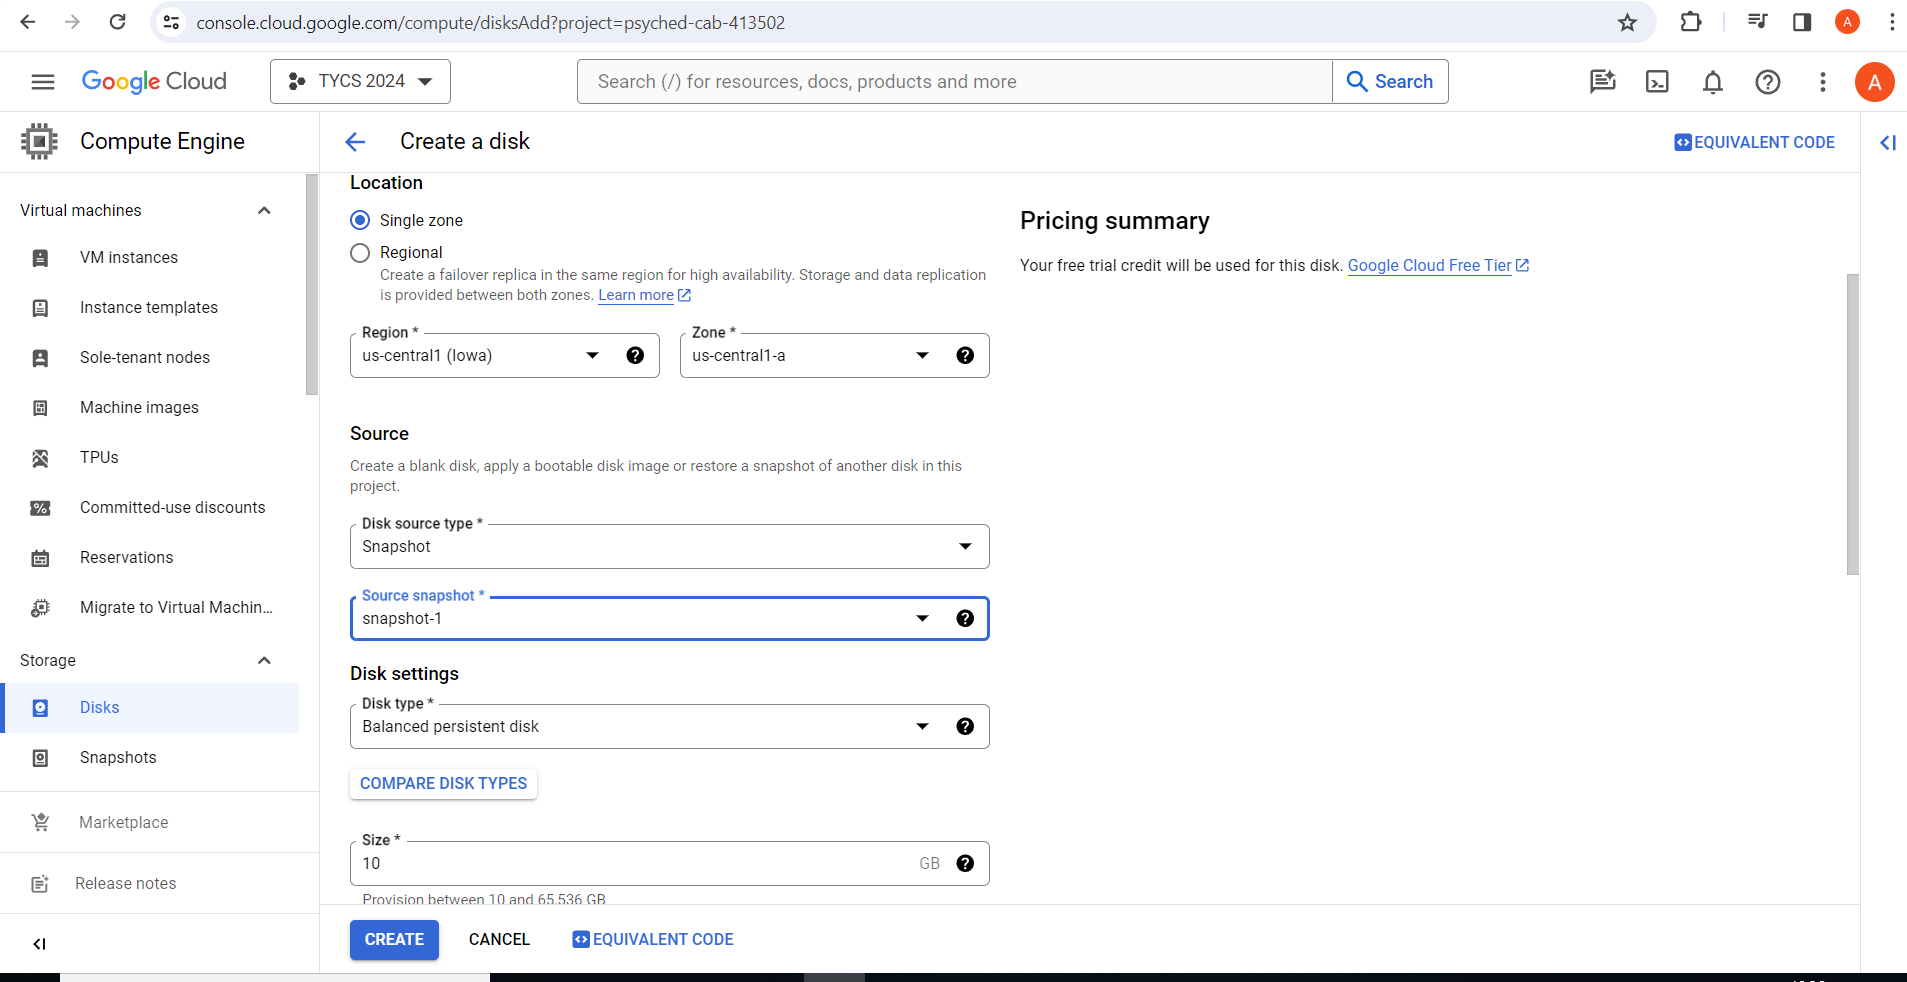 console.cloud.google.com/compute/disksAdd?project=psyched-cab-413502
A
Google Cloud
TYCS 2024
Search (/) for resources, docs, products and more
Search
A
Compute Engine
Create a disk
EQUIVALENT CODE
Virtual machines
VM instances
Instance templates
Sole-tenant nodes
Machine images
TPUs
Committed-use discounts
Reservations
Migrate to Virtual Machin...
Storage
Disks
Snapshots
Marketplace
Release notes
Location
Single zone
Regional
Create a failover replica in the same region for high availability. Storage and data replication
is provided between both zones. Learn more
Region *
us-central1 (Iowa)
Zone *
us-central1-a
Source
Create a blank disk, apply a bootable disk image or restore a snapshot of another disk in this
project.
Disk source type *
Snapshot
Source snapshot *
snapshot-1
Disk settings
Disk type *
Balanced persistent disk
COMPARE DISK TYPES
Size *
10
GB
Provision between 10 and 65,536 GB
CREATE
CANCEL
EQUIVALENT CODE
Pricing summary
Your free trial credit will be used for this disk. Google Cloud Free Tier